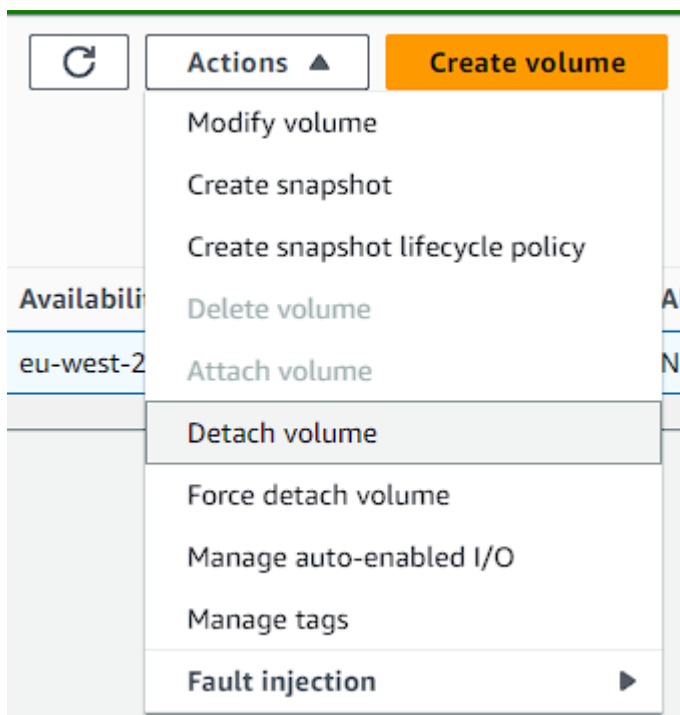 Actions
Create volume
Modify volume
Create snapshot
Create snapshot lifecycle policy
Availabili
Delete volume
A
eu-west-2
Attach volume
N
Detach volume
Force detach volume
Manage auto-enabled I/O
Manage tags
Fault injection